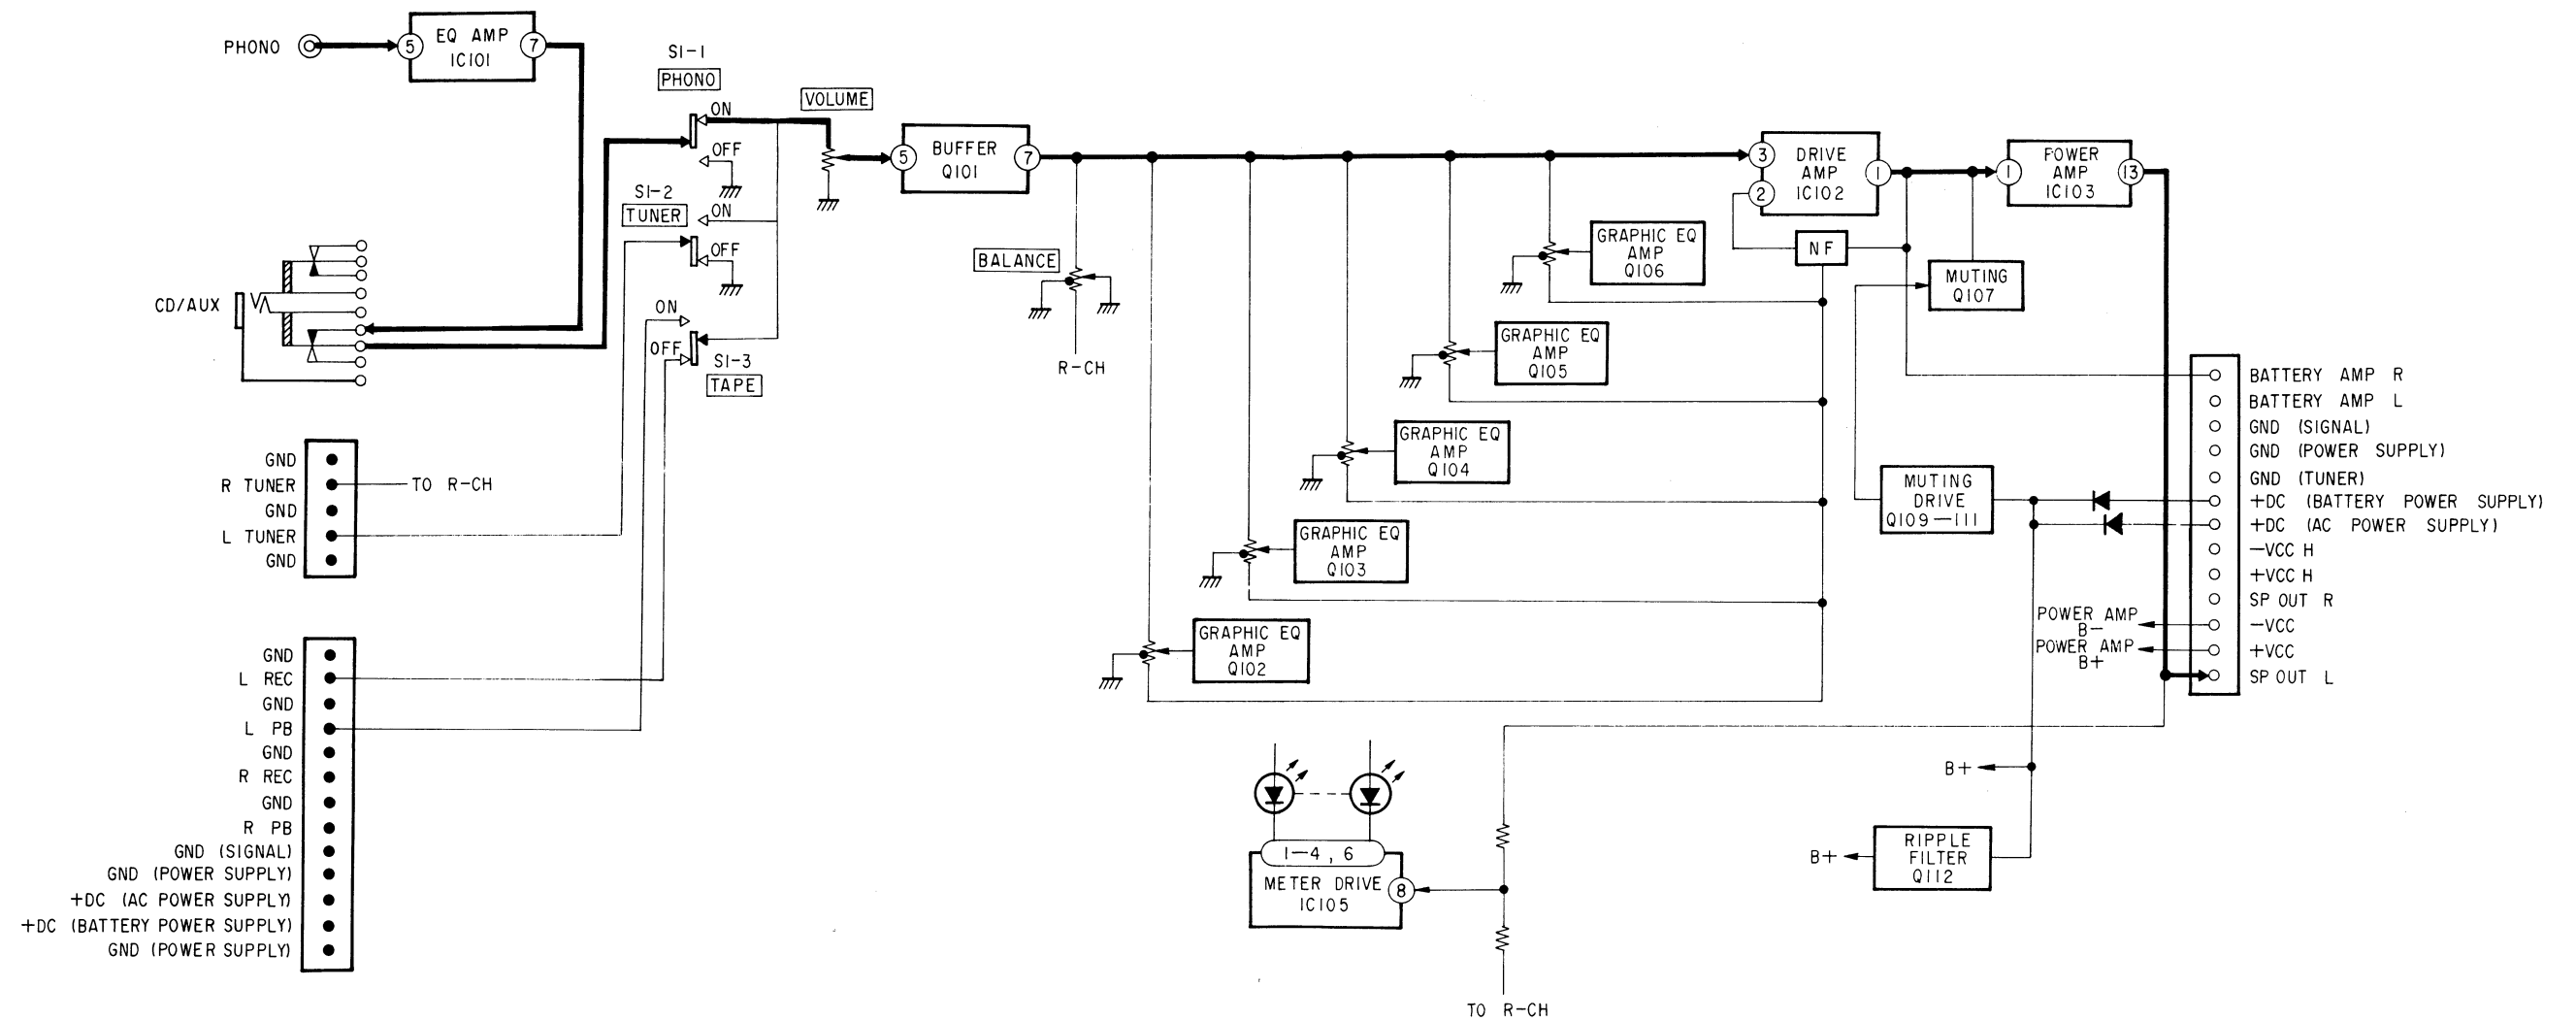 PHONO
5
EQ AMP
IC101
7
S1-1
PHONO
ON
OFF
S1-2
TUNER
ON
OFF
ON
OFF
S1-3
TAPE
VOLUME
CD/AUX
5
BUFFER
Q101
7
BALANCE
R-CH
3
2
DRIVE
AMP
IC102
1
NF
1
POWER
AMP
IC103
13
MUTING
Q107
GRAPHIC EQ
AMP
Q106
GRAPHIC EQ
AMP
Q105
GRAPHIC EQ
AMP
Q104
GRAPHIC EQ
AMP
Q103
GRAPHIC EQ
AMP
Q102
MUTING
DRIVE
Q109—111
BATTERY AMP R
BATTERY AMP L
GND (SIGNAL)
GND (POWER SUPPLY)
GND (TUNER)
+DC (BATTERY POWER SUPPLY)
+DC (AC POWER SUPPLY)
—VCC H
+VCC H
SP OUT R
—VCC
+VCC
SP OUT L
POWER AMP
B—
POWER AMP
B+
GND
R TUNER
TO R-CH
GND
L TUNER
GND
GND
L REC
GND
L PB
GND
R REC
GND
R PB
GND (SIGNAL)
GND (POWER SUPPLY)
+DC (AC POWER SUPPLY)
+DC (BATTERY POWER SUPPLY)
GND (POWER SUPPLY)
1—4, 6
METER DRIVE
IC105
8
TO R-CH
B+
B+
RIPPLE
FILTER
Q112